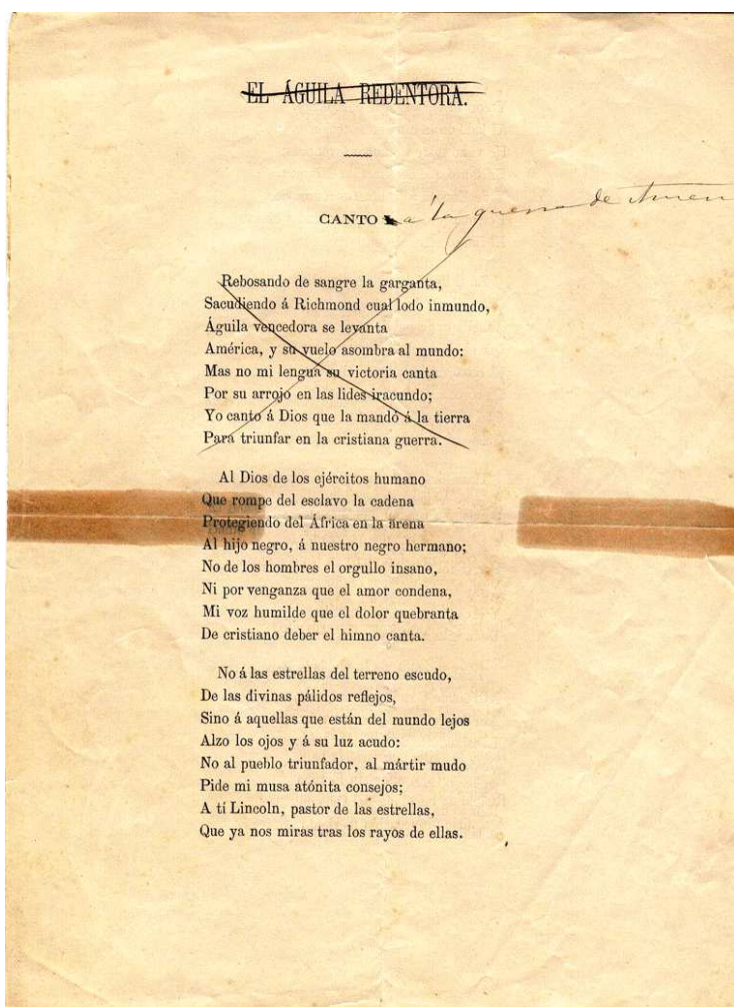 EL ÁGUILA REDENTORA.
CANTO á la guerra de
Rebosando de sangre la garganta,
Sacudiendo á Richmond cual lodo inmundo,
Águila vencedora se levanta
América, y su vuelo asombra al mundo:
Mas no mi lengua su victoria canta
Por su arrojo en las lides iracundo;
Yo canto á Dios que la mandó á la tierra
Para triunfar en la cristiana guerra.
Al Dios de los ejércitos humano
Que rompe del esclavo la cadena
Protegiendo del África en la arena
Al hijo negro, á nuestro negro hermano;
No de los hombres el orgullo insano,
Ni por venganza que el amor condena,
Mi voz humilde que el dolor quebranta
De cristiano deber el himno canta.
No á las estrellas del terreno escudo,
De las divinas pálidos reflejos,
Sino á aquellas que están del mundo lejos
Alzo los ojos y á su luz acudo:
No al pueblo triunfador, al mártir mudo
Pide mi musa atónita consejos;
A tí Lincoln, pastor de las estrellas,
Que ya nos miras tras los rayos de ellas.